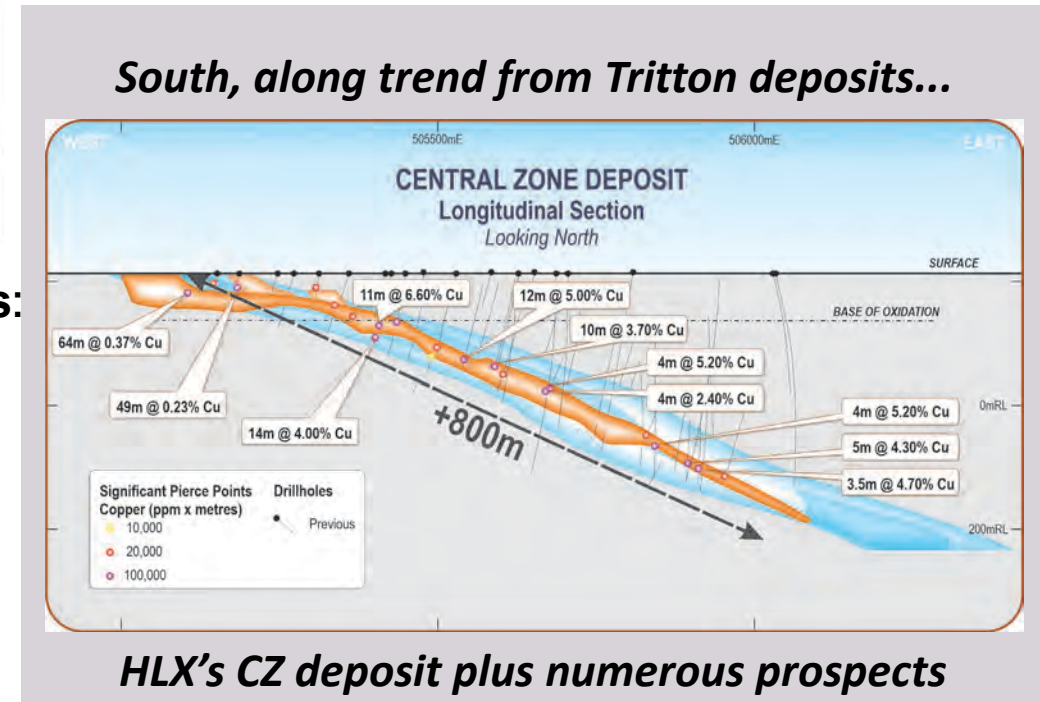 South, along trend from Tritton deposits...
WEST
505500mE
506000mE
EAST
CENTRAL ZONE DEPOSIT
Longitudinal Section
Looking North
SURFACE
s:
11m @ 6.60% Cu
12m @ 5.00% Cu
BASE OF OXIDATION
64m @ 0.37% Cu
10m @ 3.70% Cu
4m @ 5.20% Cu
49m @ 0.23% Cu
4m @ 2.40% Cu
4m @ 5.20% Cu
0mRL
14m @ 4.00% Cu
+800m
5m @ 4.30% Cu
3.5m @ 4.70% Cu
Significant Pierce Points
Copper (ppm x metres)
10,000
20,000
100,000
Drillholes
Previous
200mRL
HLX's CZ deposit plus numerous prospects